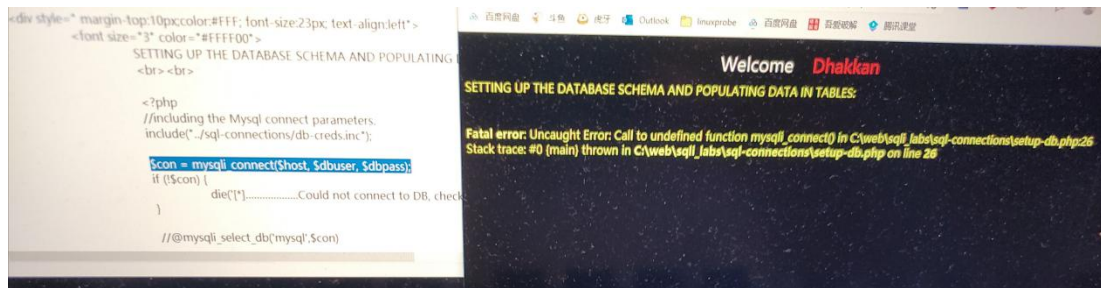 <div style=" margin-top:10px;color:#FFF; font-size:23px; text-align:left">
<font size="3" color="#FFFF00">
SETTING UP THE DATABASE SCHEMA AND POPULATING
<br><br>
<?php
//including the Mysql connect parameters.
include("../sql-connections/db-creds.inc");
$con = mysqli_connect($host, $dbuser, $dbpass);
if (!$con) {
die('[*]...................Could not connect to DB, check
}
//@mysqli_select_db('mysql',$con)
百度网盘 斗鱼 虎牙 Outlook linuxprobe 百度网盘 吾爱破解 腾讯课堂
Welcome Dhakkan
SETTING UP THE DATABASE SCHEMA AND POPULATING DATA IN TABLES:
Fatal error: Uncaught Error: Call to undefined function mysqli_connect() in C:\web\sqli_labs\sql-connections\setup-db.php:26
Stack trace: #0 {main} thrown in C:\web\sqli_labs\sql-connections\setup-db.php on line 26